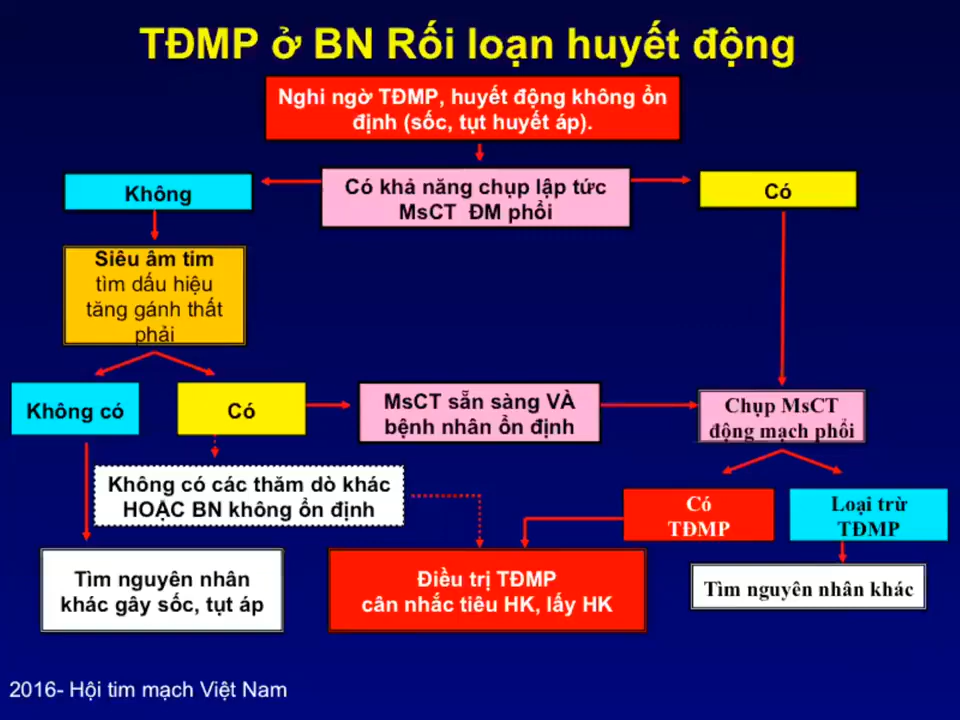 TĐMP ở BN Rối loạn huyết động
Nghi ngờ TĐMP, huyết động không ổn
định (sốc, tụt huyết áp).
Không
Có khả năng chụp lập tức
MsCT ĐM phổi
Có
Siêu âm tim
tìm dấu hiệu
tăng gánh thất
phải
Không có
Có
MsCT sẵn sàng VÀ
bệnh nhân ổn định
Chụp MsCT
động mạch phổi
Không có các thăm dò khác
HOẶC BN không ổn định
Có
TĐMP
Loại trừ
TĐMP
Tìm nguyên nhân
khác gây sốc, tụt áp
Điều trị TĐMP
cân nhắc tiêu HK, lấy HK
Tìm nguyên nhân khác
2016- Hội tim mạch Việt Nam